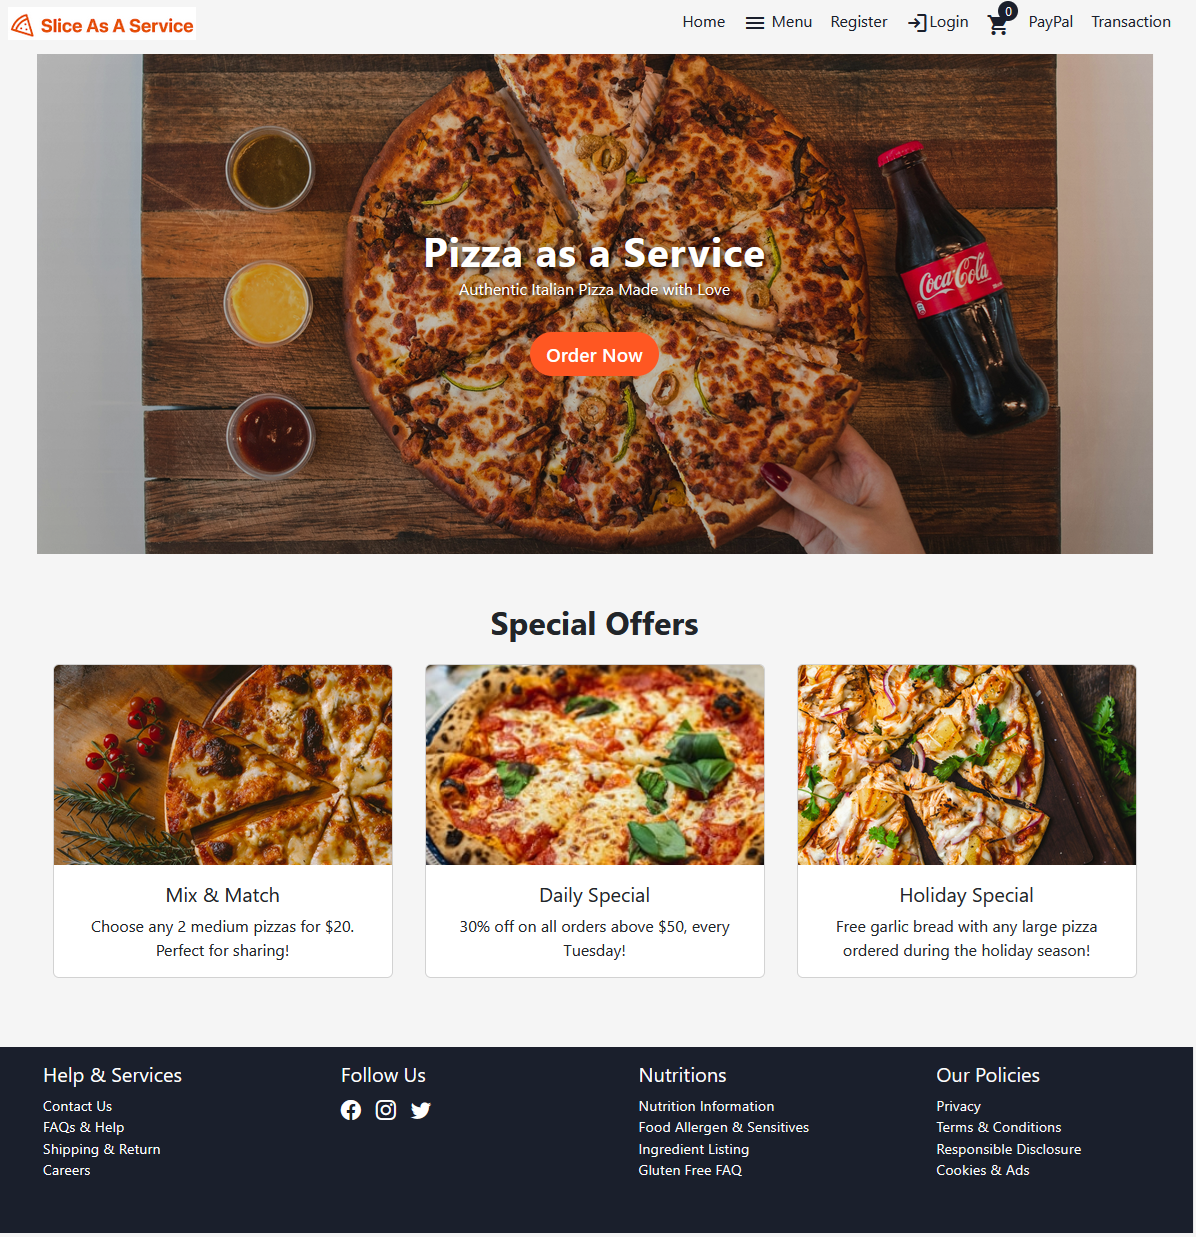 Slice As A Service
Home Menu Register Login 0 PayPal Transaction
Coca-Cola
Pizza as a Service
Authentic Italian Pizza Made with Love
Order Now
Special Offers
Mix & Match
Choose any 2 medium pizzas for $20.
Perfect for sharing!
Daily Special
30% off on all orders above $50, every
Tuesday!
Holiday Special
Free garlic bread with any large pizza
ordered during the holiday season!
Help & Services
Contact Us
FAQs & Help
Shipping & Return
Careers
Follow Us
Nutritions
Nutrition Information
Food Allergen & Sensitives
Ingredient Listing
Gluten Free FAQ
Our Policies
Privacy
Terms & Conditions
Responsible Disclosure
Cookies & Ads